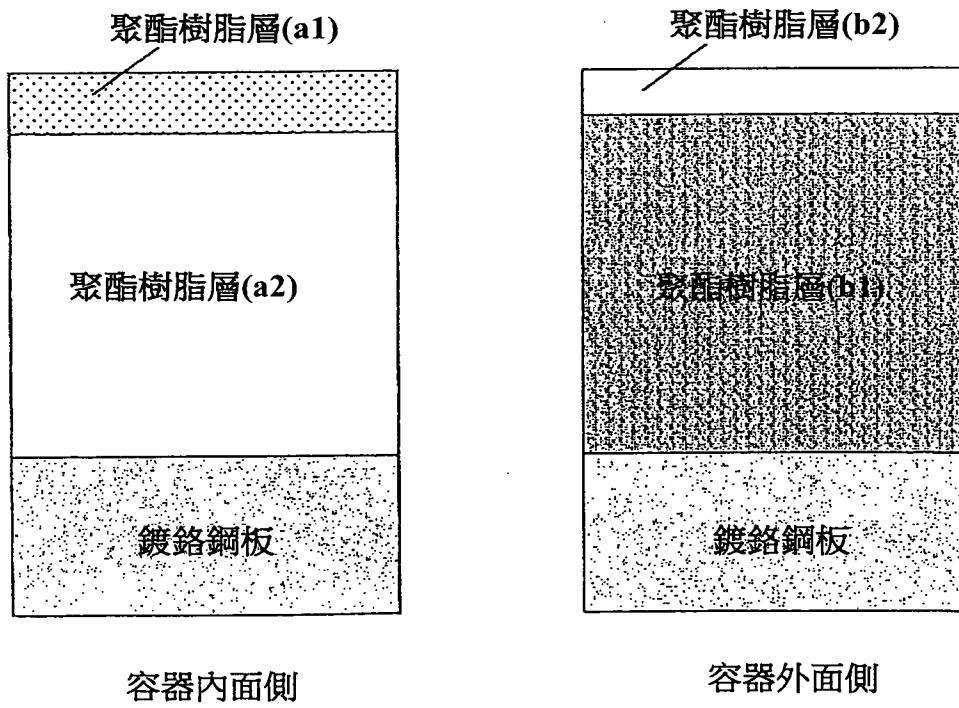 聚酯樹脂層(a1)
聚酯樹脂層(a2)
鍍鉻鋼板
容器內面側
聚酯樹脂層(b2)
聚酯樹脂層(b1)
鍍鉻鋼板
容器外面側